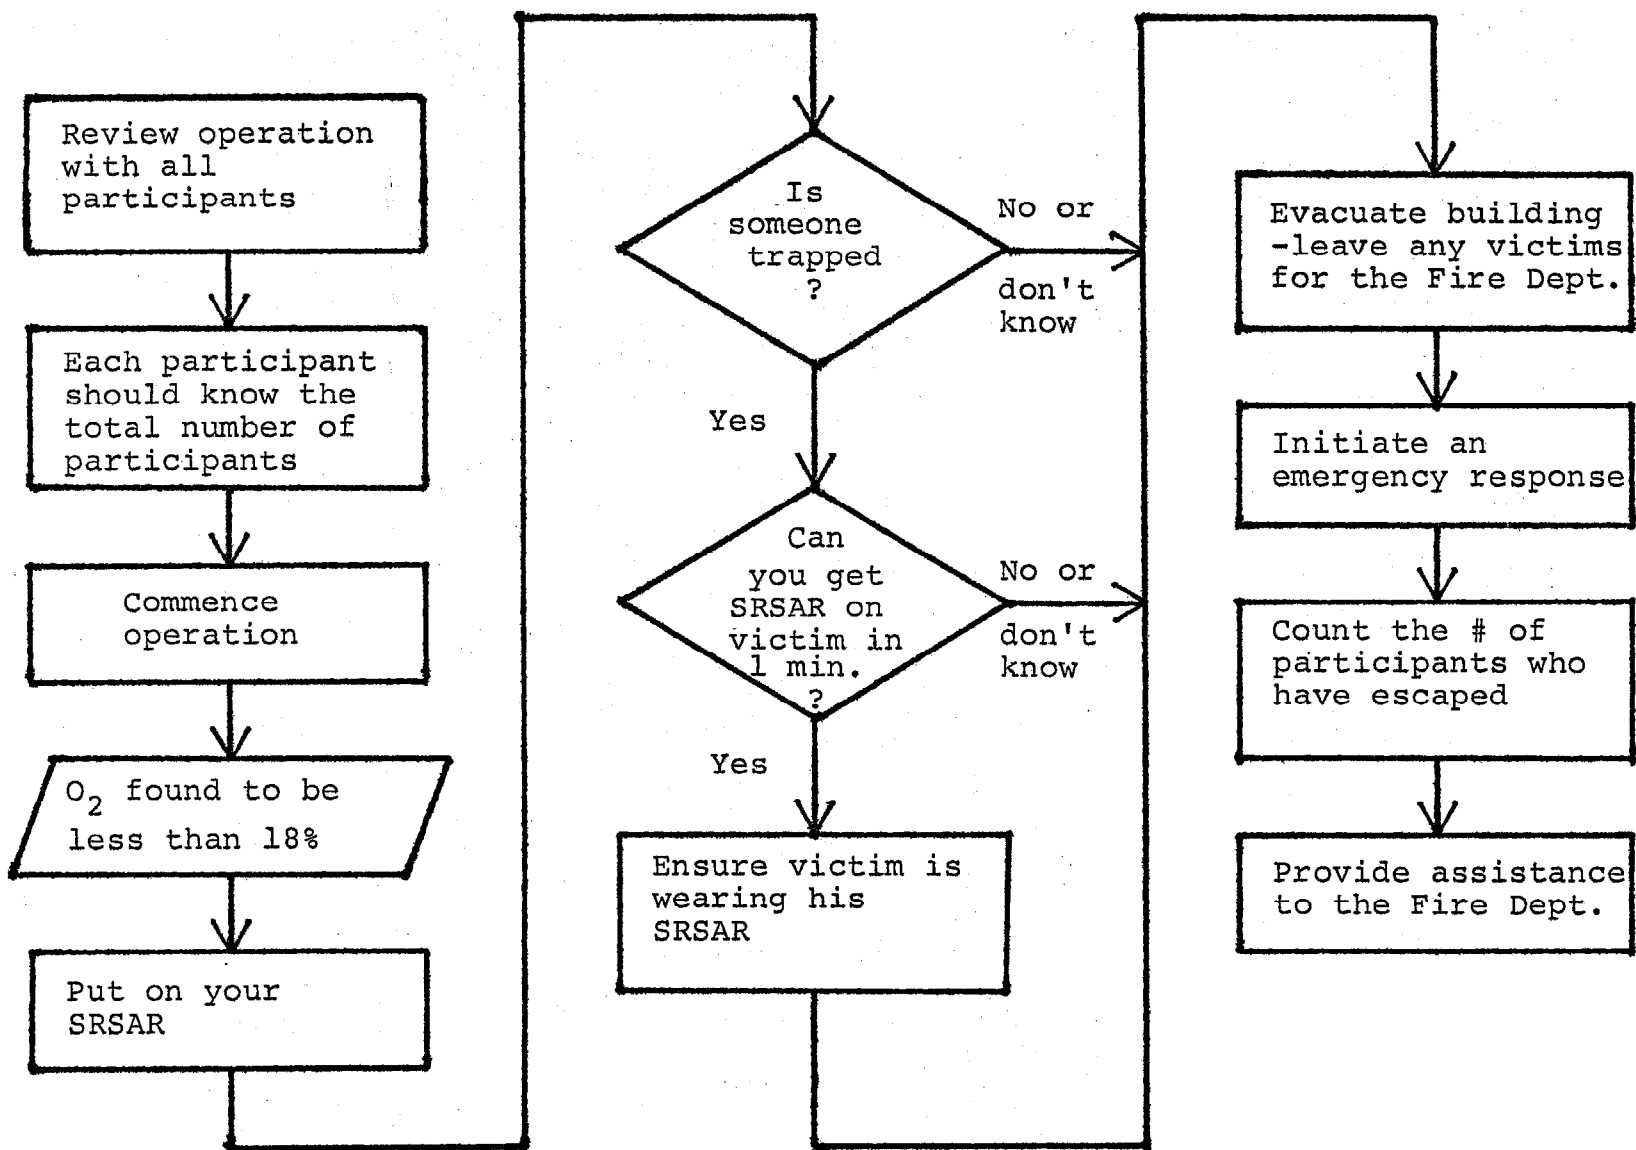 Review operation
with all
participants
Each participant
should know the
total number of
participants
Commence
operation
O₂ found to be
less than 18%
Put on your
SRSAR
Is
someone
trapped
?
No or
don't
know
Yes
Can
you get
SRSAR on
victim in
1 min.
?
No or
don't
know
Yes
Ensure victim is
wearing his
SRSAR
Evacuate building
-leave any victims
for the Fire Dept.
Initiate an
emergency response
Count the # of
participants who
have escaped
Provide assistance
to the Fire Dept.